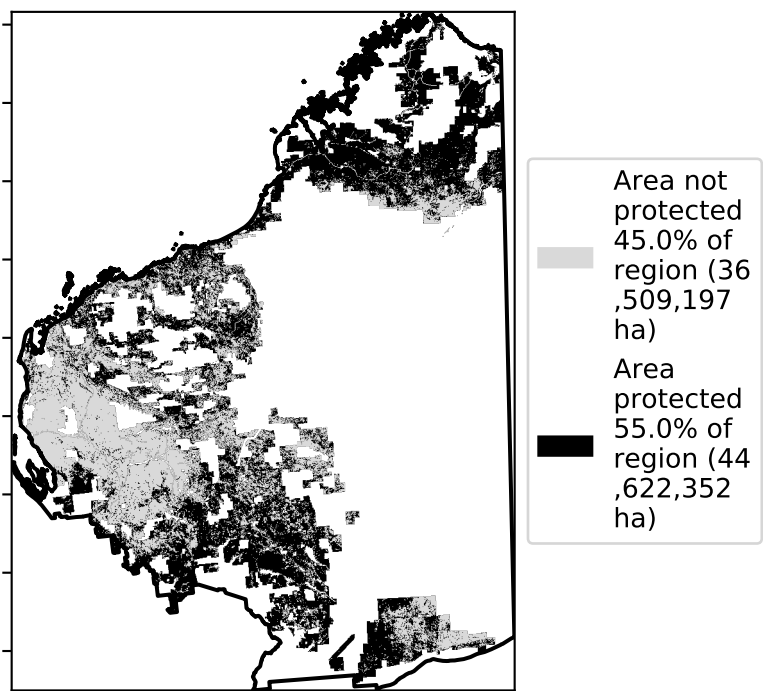 Area not
protected
45.0% of
region (36
,509,197
ha)
Area
protected
55.0% of
region (44
,622,352
ha)